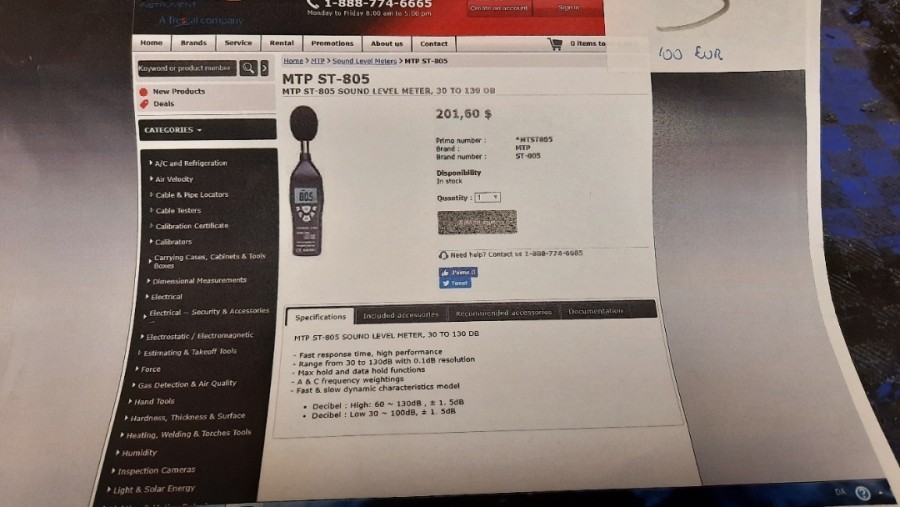 INSTRUMENT
A frescal company
1-888-774-6665
Monday to Friday 8:00 am to 5:00 pm
Create an account
Sign in
100 EUR
Home
Brands
Service
Rental
Promotions
About us
Contact
0 items to
Keyword or product number
Home > MTP > Sound Level Meters > MTP ST-805
MTP ST-805
MTP ST-805 SOUND LEVEL METER, 30 TO 130 DB
New Products
Deals
CATEGORIES
A/C and Refrigeration
Air Velocity
Cable & Pipe Locators
Cable Testers
Calibration Certificate
Calibrators
Carrying Cases, Cabinets & Tools
Boxes
Dimensional Measurements
Electrical
Electrical -- Security & Accessories
Electrostatic / Electromagnetic
Estimating & Takeoff Tools
Force
Gas Detection & Air Quality
Hand Tools
Hardness, Thickness & Surface
Heating, Welding & Torches Tools
Humidity
Inspection Cameras
Light & Solar Energy
805
201,60 $
Primo number : *MTST805
Brand : MTP
Brand number : ST-805
Disponibility
In stock
Quantity : 1
Need help? Contact us 1-888-774-6665
J'aime 0
Tweet
Specifications
Included accessories
Recommended accessories
Documentation
MTP ST-805 SOUND LEVEL METER, 30 TO 130 DB
- Fast response time, high performance
- Range from 30 to 130dB with 0.1dB resolution
- Max hold and data hold functions
- A & C frequency weightings
- Fast & slow dynamic characteristics model
• Decibel : High: 60 ~ 130dB , ± 1. 5dB
• Decibel : Low 30 ~ 100dB, ± 1. 5dB
DA